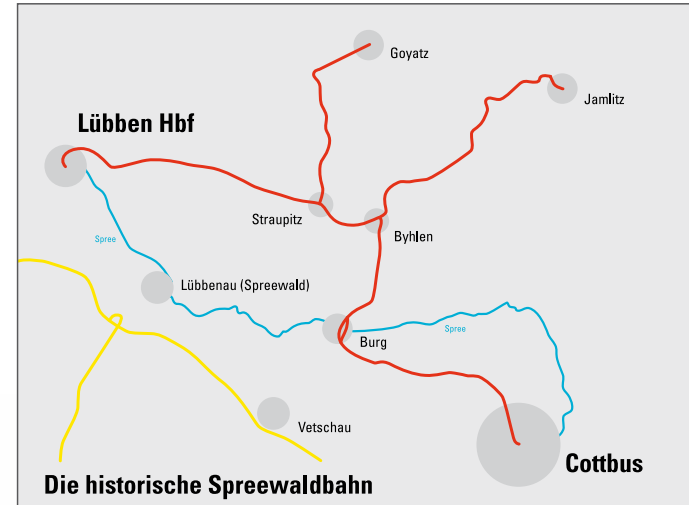 Goyatz
Jamlitz
Lübben Hbf
Straupitz
Byhlen
Spree
Lübbenau (Spreewald)
Spree
Burg
Vetschau
Cottbus
Die historische Spreewaldbahn